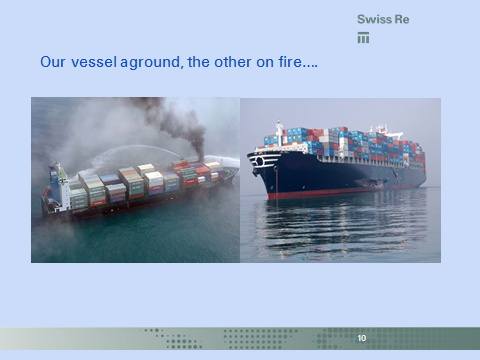 Swiss Re
Our vessel aground, the other on fire....
10